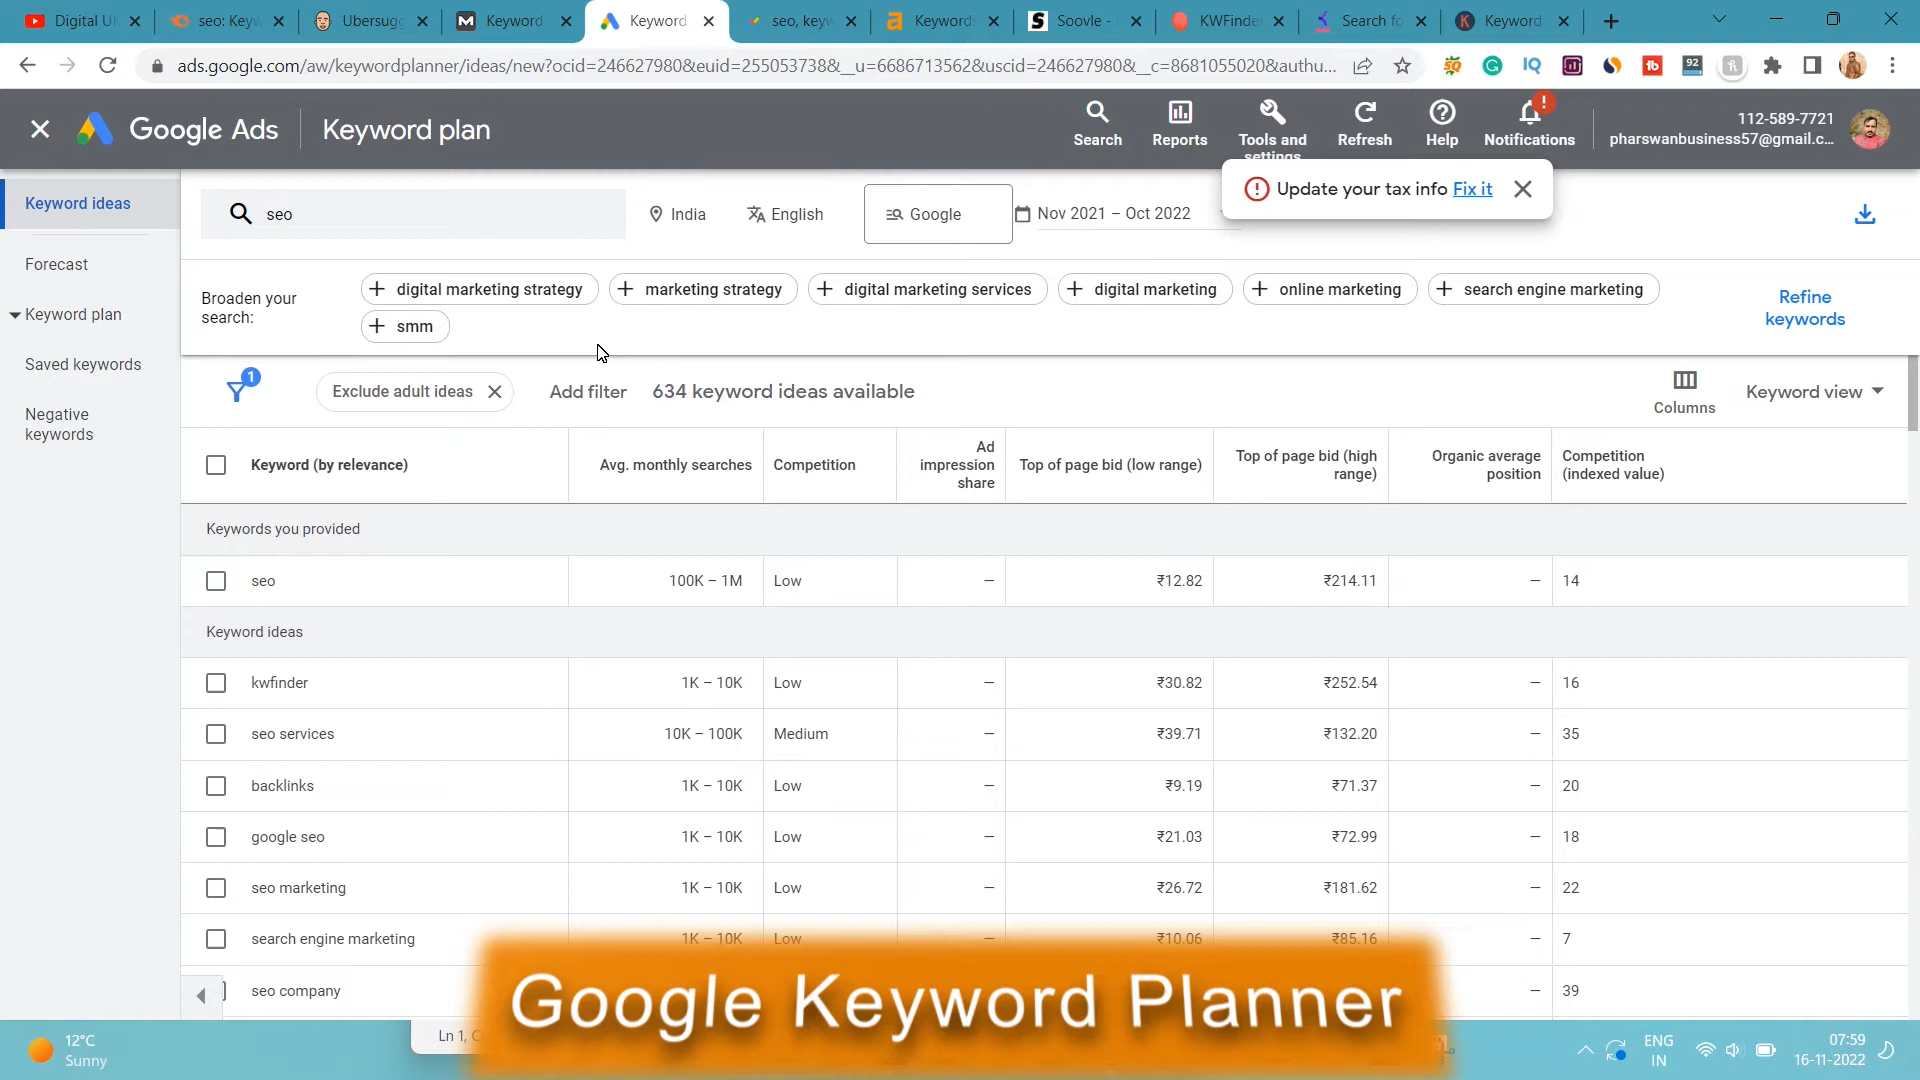 Digital U
seo: Keyw
Ubersugg
Keyword
Keyword
seo, keyw
Keywords
Soovle -
KWFinde
Search fo
Keyword
ads.google.com/aw/keywordplanner/ideas/new?ocid=246627980&euid=255053738&__u=6686713562&uscid=246627980&__c=8681055020&authu...
92
Google Ads
Keyword plan
Search
Reports
Tools and settings
Refresh
Help
Notifications
112-589-7721
pharswanbusiness57@gmail.c...
Update your tax info Fix it
Keyword ideas
Forecast
Keyword plan
Saved keywords
Negative
keywords
seo
India
English
Google
Nov 2021 – Oct 2022
Broaden your
search:
digital marketing strategy
marketing strategy
digital marketing services
digital marketing
online marketing
search engine marketing
smm
Refine
keywords
1
Exclude adult ideas
Add filter
634 keyword ideas available
Columns
Keyword view
Keyword (by relevance)
Avg. monthly searches
Competition
Ad
impression
share
Top of page bid (low range)
Top of page bid (high
range)
Organic average
position
Competition
(indexed value)
Keywords you provided
seo 100K – 1M Low – ₹12.82 ₹214.11 – 14
Keyword ideas
kwfinder 1K – 10K Low – ₹30.82 ₹252.54 – 16
seo services 10K – 100K Medium – ₹39.71 ₹132.20 – 35
backlinks 1K – 10K Low – ₹9.19 ₹71.37 – 20
google seo 1K – 10K Low – ₹21.03 ₹72.99 – 18
seo marketing 1K – 10K Low – ₹26.72 ₹181.62 – 22
search engine marketing 1K – 10K Low – ₹10.06 ₹85.16 – 7
seo company – 39
Google Keyword Planner
12°C
Sunny
Ln 1, C
ENG
IN
07:59
16-11-2022